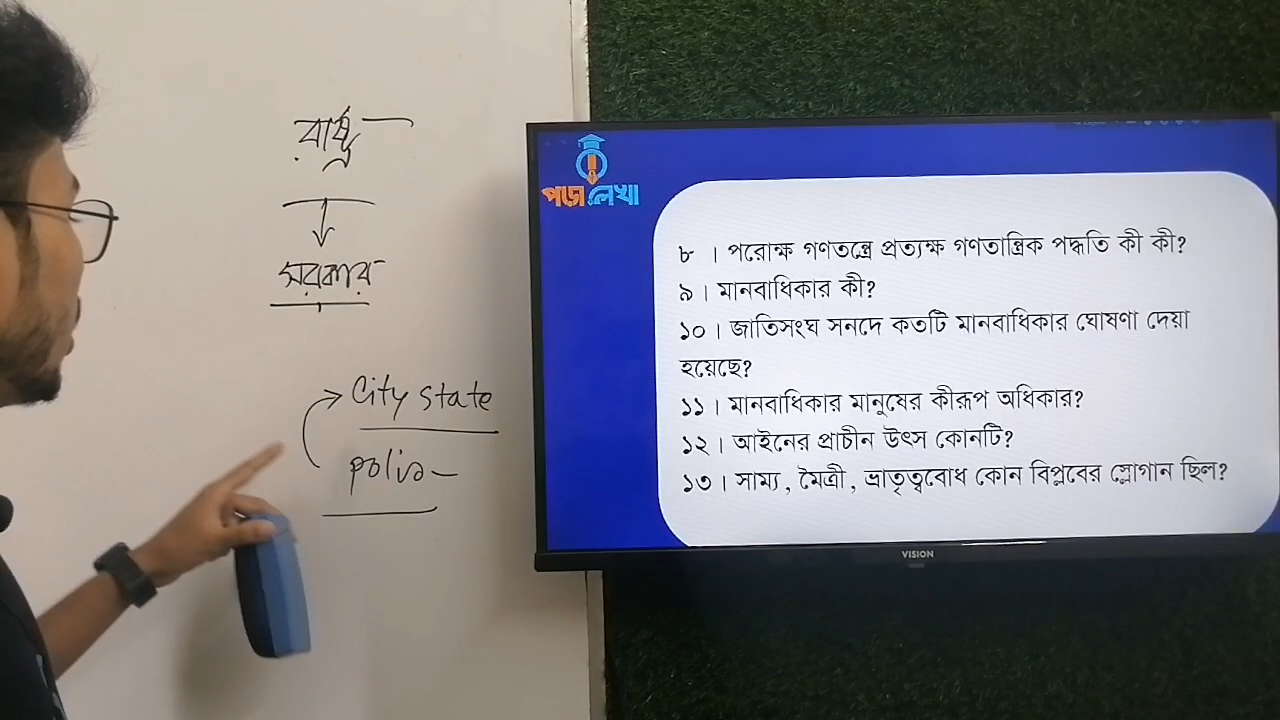 রাষ্ট্র
সরকার
City state
polis
পড়ালেখা
৮ । পরোক্ষ গণতন্ত্রে প্রত্যক্ষ গণতান্ত্রিক পদ্ধতি কী কী?
৯ । মানবাধিকার কী?
১০ । জাতিসংঘ সনদে কতটি মানবাধিকার ঘোষণা দেয়া
হয়েছে?
১১ । মানবাধিকার মানুষের কীরূপ অধিকার?
১২ । আইনের প্রাচীন উৎস কোনটি?
১৩ । সাম্য , মৈত্রী , ভ্রাতৃত্ববোধ কোন বিপ্লবের স্লোগান ছিল?
VISION